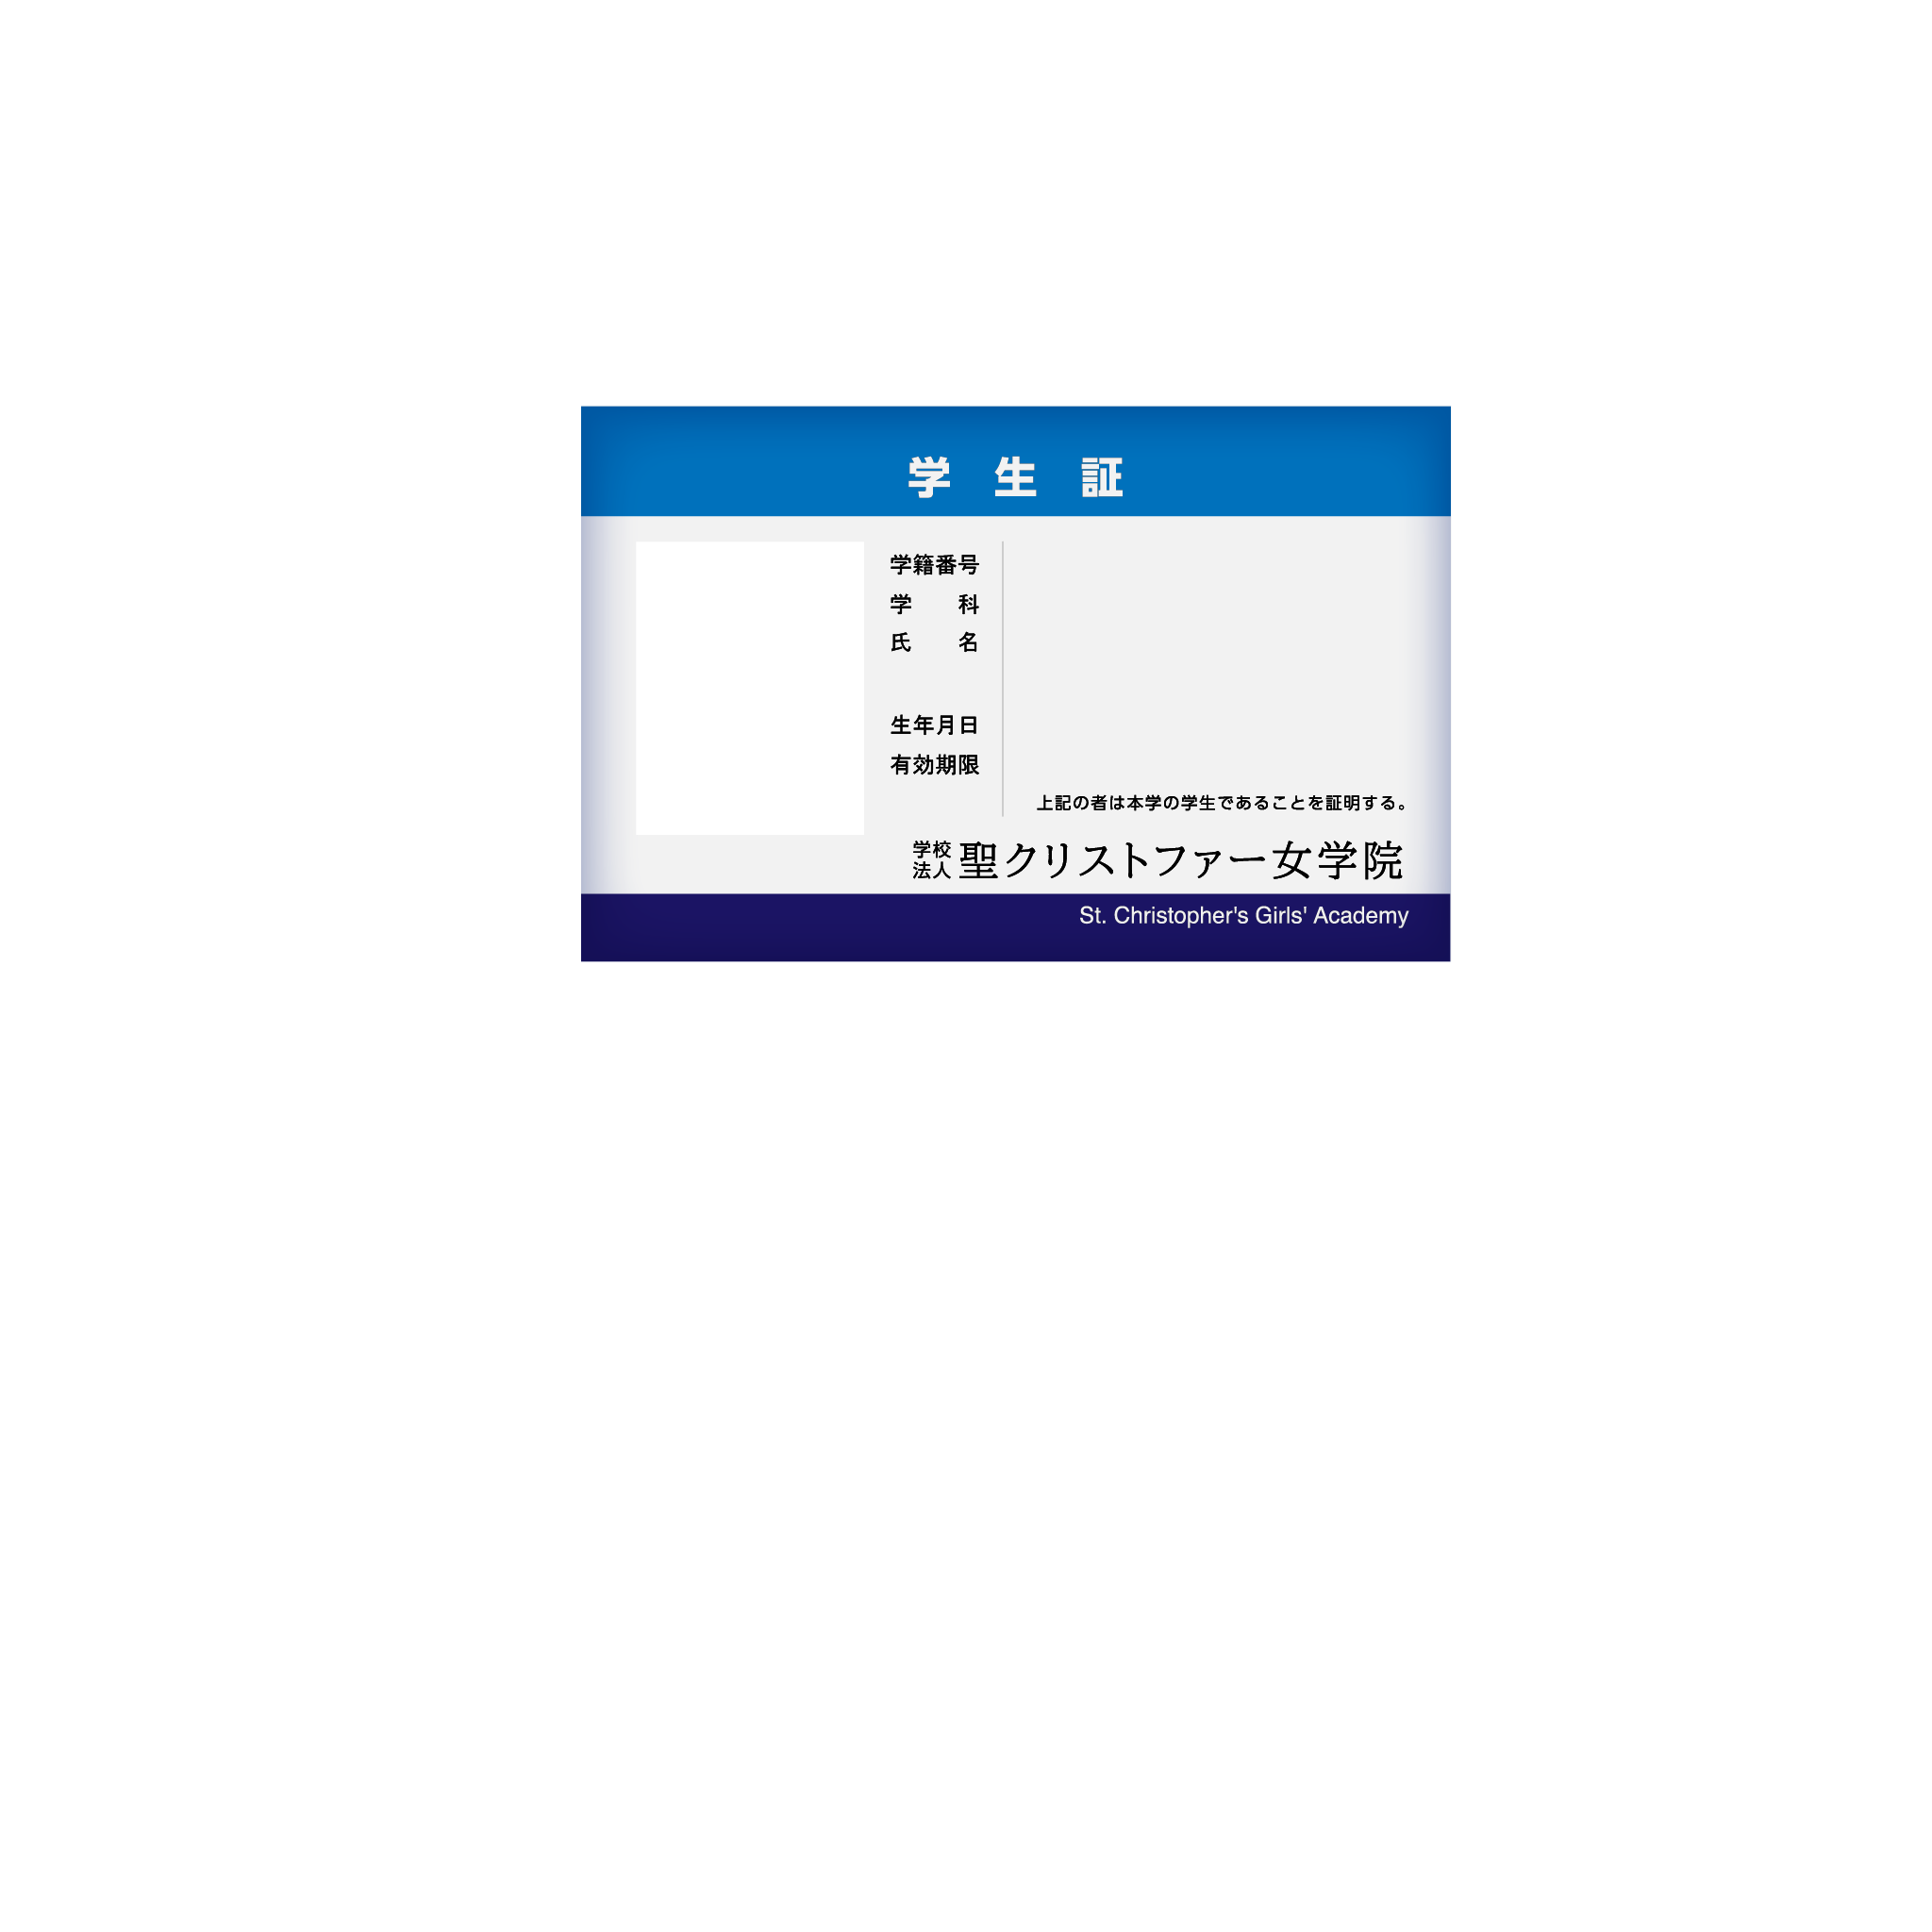 学 生 証
学籍番号
学　　科
氏　　名
生年月日
有効期限
上記の者は本学の学生であることを証明する。
学校法人 聖クリストファー女学院
St. Christopher's Girls' Academy